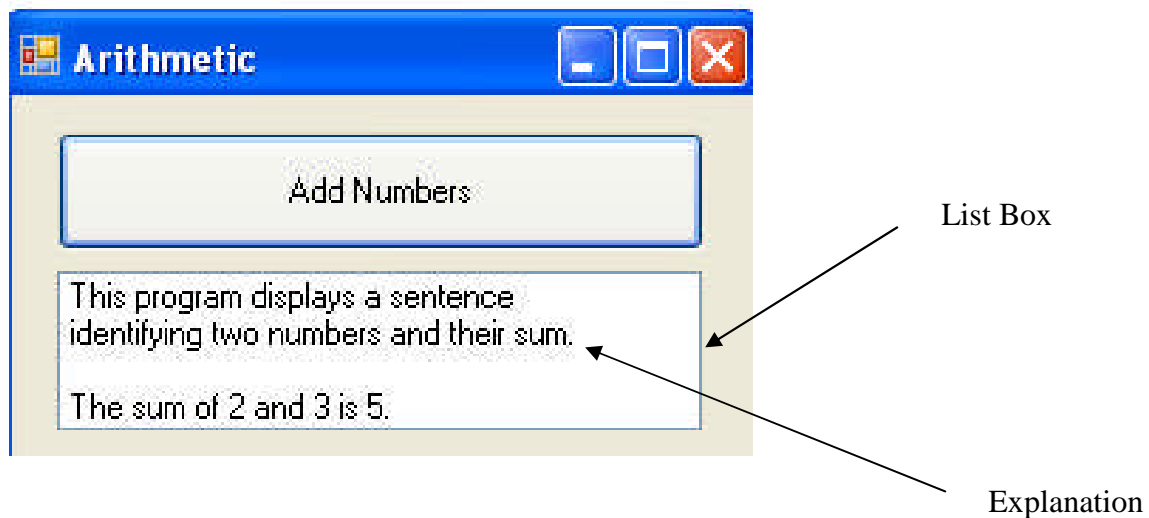 Arithmetic
Add Numbers
List Box
This program displays a sentence
identifying two numbers and their sum.
The sum of 2 and 3 is 5.
Explanation